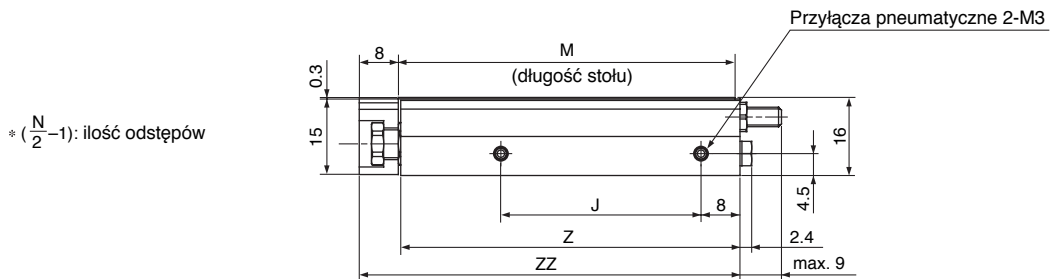 Przyłącza pneumatyczne 2-M3
8
M
(długość stołu)
0.3
15
16
* (N/2–1): ilość odstępów
4.5
J
8
Z
2.4
ZZ
max. 9